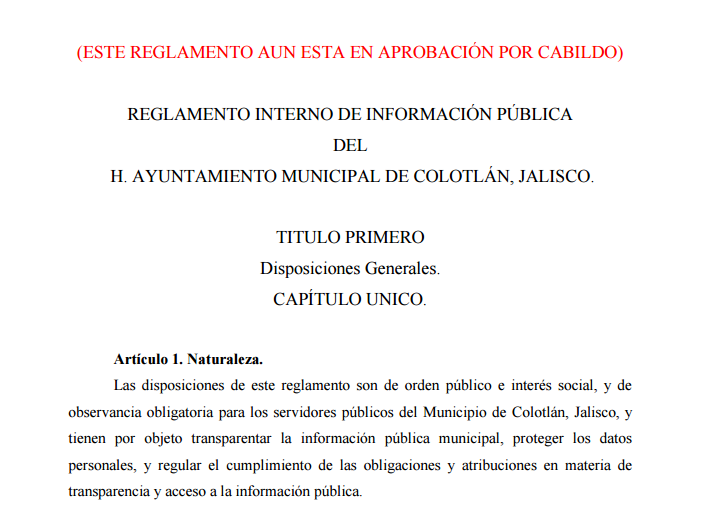 (ESTE REGLAMENTO AUN ESTA EN APROBACIÓN POR CABILDO)
REGLAMENTO INTERNO DE INFORMACIÓN PÚBLICA
DEL
H. AYUNTAMIENTO MUNICIPAL DE COLOTLÁN, JALISCO.
TITULO PRIMERO
Disposiciones Generales.
CAPÍTULO UNICO.
Artículo 1. Naturaleza.
Las disposiciones de este reglamento son de orden público e interés social, y de
observancia obligatoria para los servidores públicos del Municipio de Colotlán, Jalisco, y
tienen por objeto transparentar la información pública municipal, proteger los datos
personales, y regular el cumplimiento de las obligaciones y atribuciones en materia de
transparencia y acceso a la información pública.